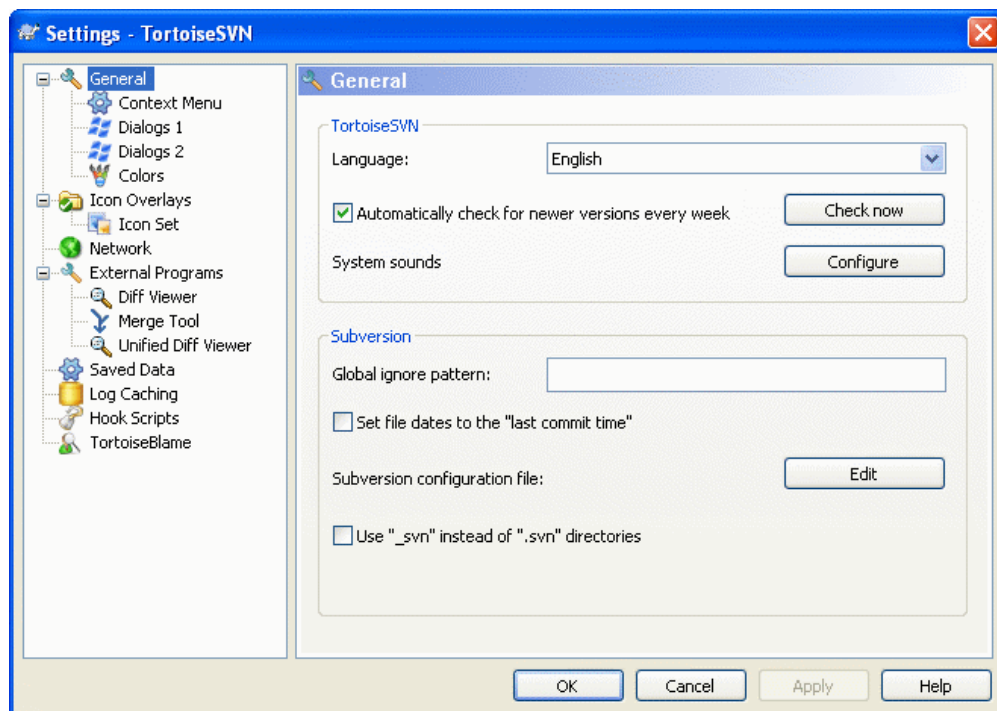 Settings - TortoiseSVN
General
Context Menu
Dialogs 1
Dialogs 2
Colors
Icon Overlays
Icon Set
Network
External Programs
Diff Viewer
Merge Tool
Unified Diff Viewer
Saved Data
Log Caching
Hook Scripts
TortoiseBlame
General
TortoiseSVN
Language:
English
Automatically check for newer versions every week
Check now
System sounds
Configure
Subversion
Global ignore pattern:
Set file dates to the "last commit time"
Subversion configuration file:
Edit
Use "_svn" instead of ".svn" directories
OK
Cancel
Apply
Help